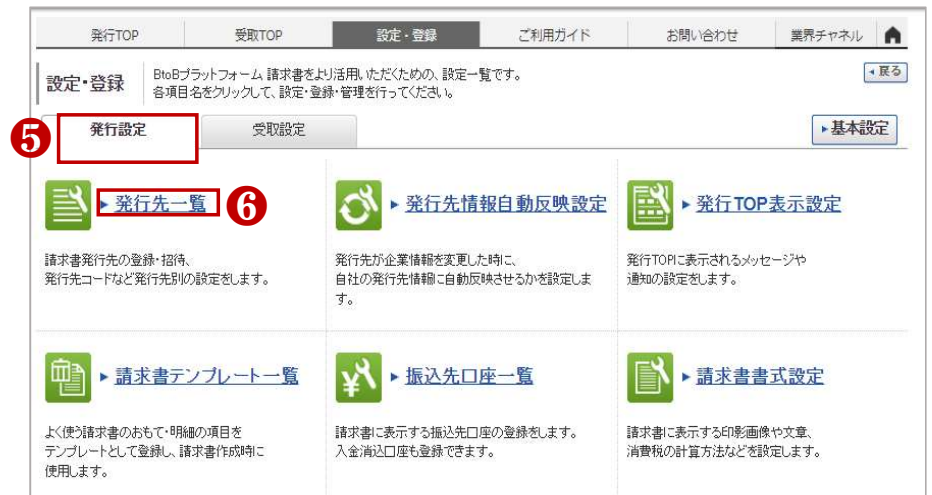 発行TOP 受取TOP 設定・登録 ご利用ガイド お問い合わせ 業界チャネル
設定・登録
BtoBプラットフォーム 請求書をより活用いただくための、設定一覧です。
各項目名をクリックして、設定・登録・管理を行ってください。
戻る
5
発行設定 受取設定 基本設定
発行先一覧
6
請求書発行先の登録・招待、
発行先コードなど発行先別の設定をします。
発行先情報自動反映設定
発行先が企業情報を変更した時に、
自社の発行先情報に自動反映させるかを設定しま
す。
発行TOP表示設定
発行TOPに表示されるメッセージや
通知の設定をします。
請求書テンプレート一覧
よく使う請求書のおもて・明細の項目を
テンプレートとして登録し、請求書作成時に
使用します。
振込先口座一覧
請求書に表示する振込先口座の登録をします。
入金消込口座も登録できます。
請求書書式設定
請求書に表示する印影画像や文章、
消費税の計算方法などを設定します。